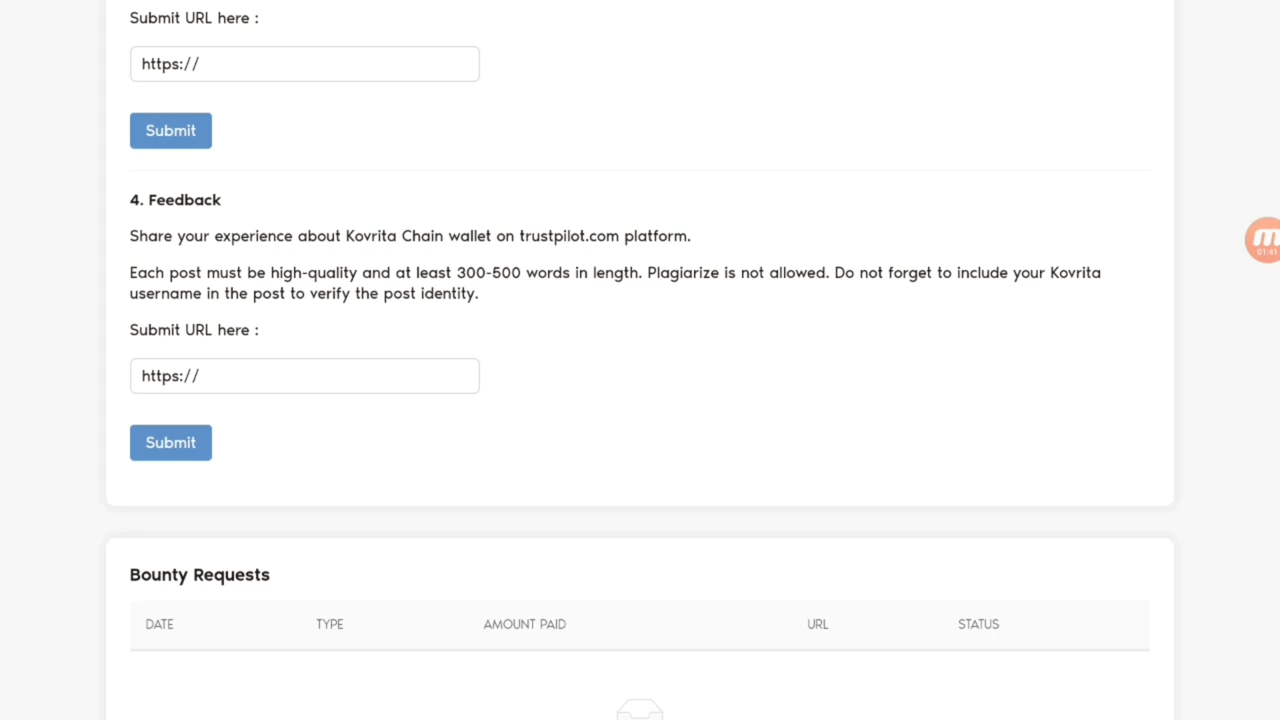 Submit URL here :
https://
Submit
4. Feedback
Share your experience about Kovrita Chain wallet on trustpilot.com platform.
Each post must be high-quality and at least 300-500 words in length. Plagiarize is not allowed. Do not forget to include your Kovrita
username in the post to verify the post identity.
Submit URL here :
https://
Submit
01:41
Bounty Requests
DATE TYPE AMOUNT PAID URL STATUS